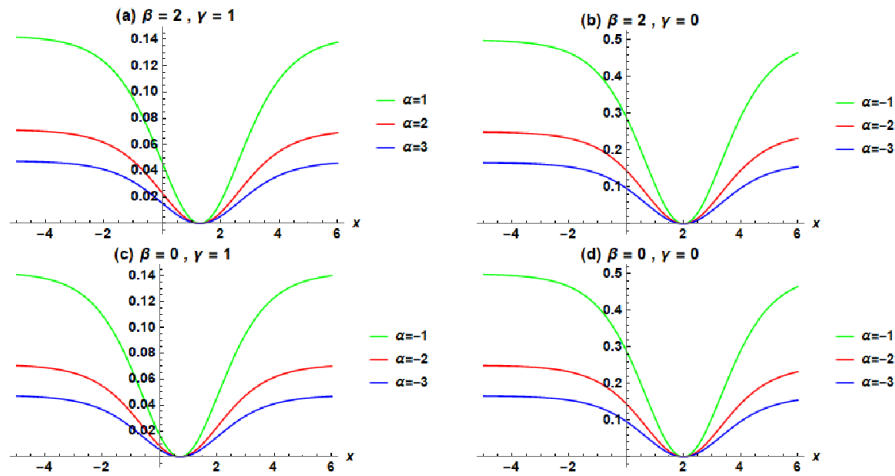 (a) β = 2 , γ = 1
0.14
0.12
0.10
0.08
0.06
0.04
0.02
−4 −2 2 4 6 x
α=1
α=2
α=3
(b) β = 2 , γ = 0
0.5
0.4
0.3
0.2
0.1
−4 −2 0 2 4 6 x
α=−1
α=−2
α=−3
(c) β = 0 , γ = 1
0.14
0.12
0.10
0.08
0.06
0.04
0.02
−4 −2 0 2 4 6 x
α=−1
α=−2
α=−3
(d) β = 0 , γ = 0
0.5
0.4
0.3
0.2
0.1
−4 −2 0 2 4 6 x
α=−1
α=−2
α=−3